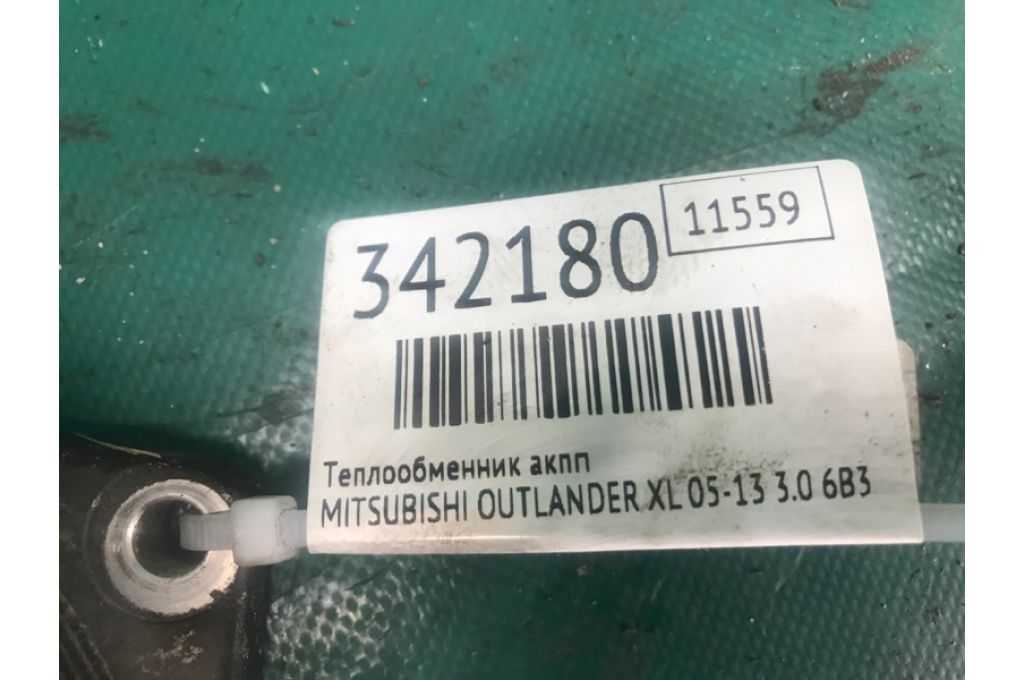 342180
11559
Теплообменник акпп
MITSUBISHI OUTLANDER XL 05-13 3.0 6B3